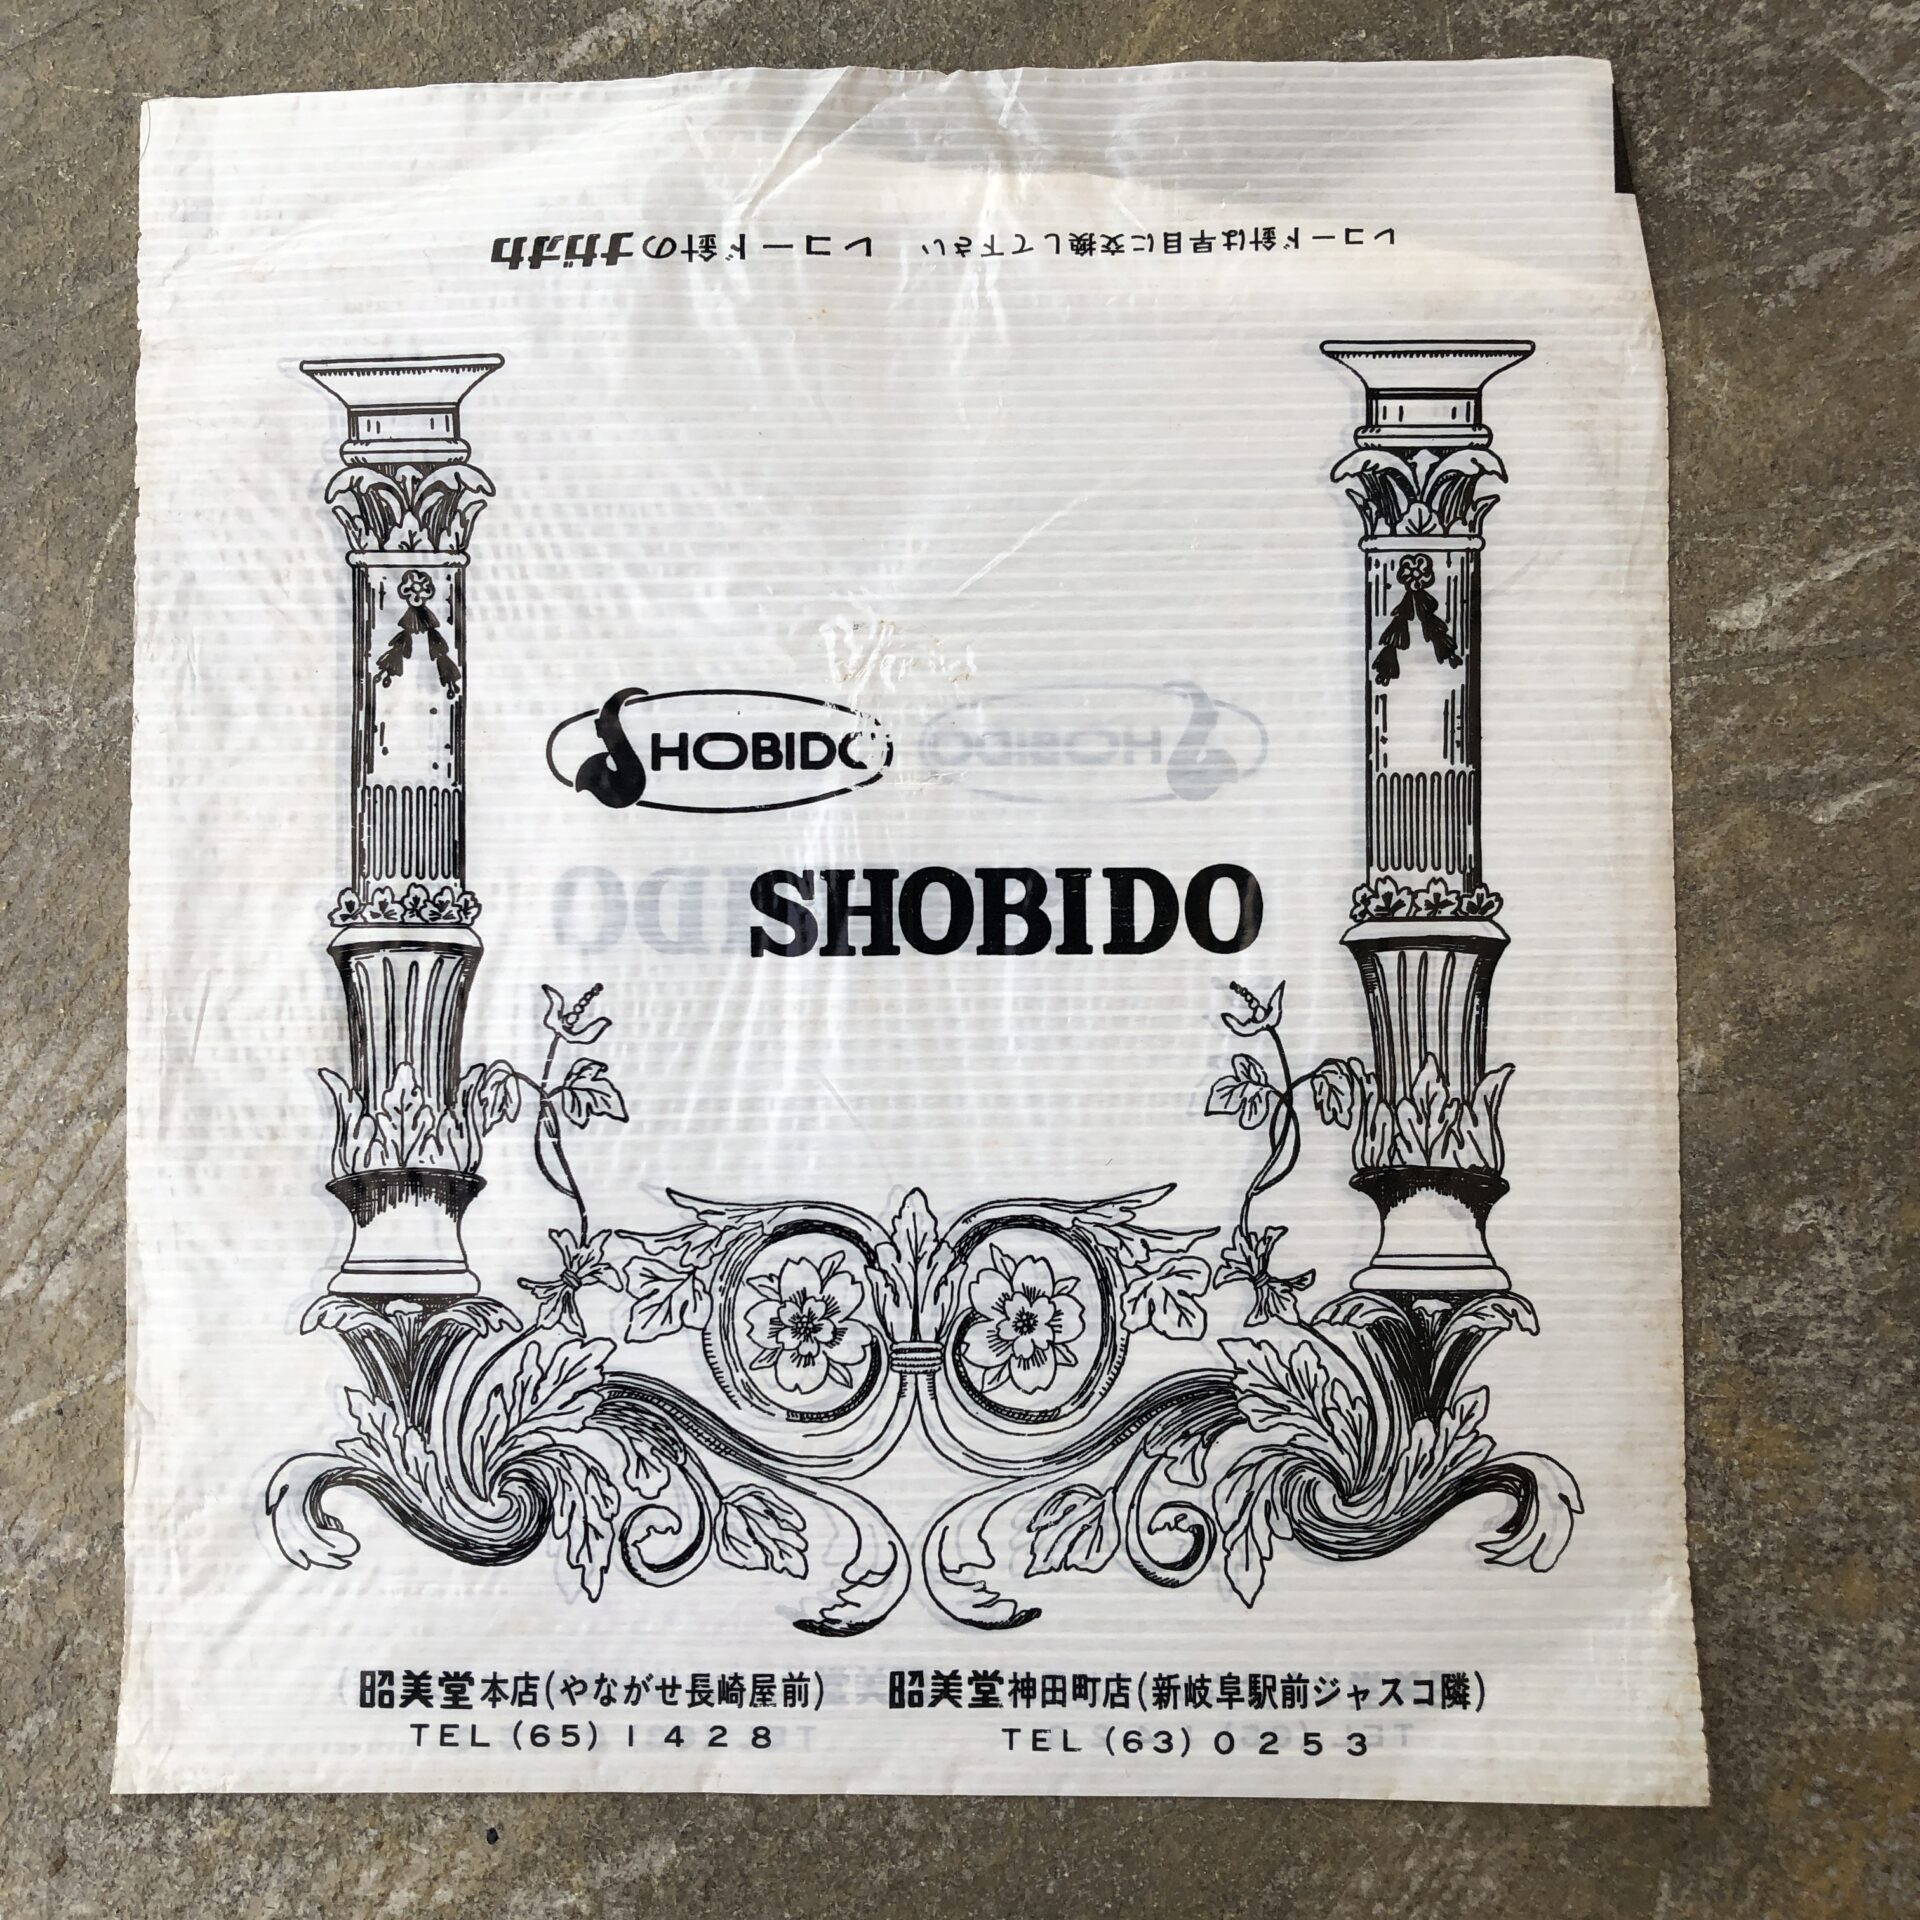 レコード針は早目に交換して下さい レコード針のナガオカ
SHOBIDO
SHOBIDO
昭美堂本店(やながせ長崎屋前) 昭美堂神田町店(新岐阜駅前ジャスコ隣)
TEL (65) 1428 TEL (63) 0253